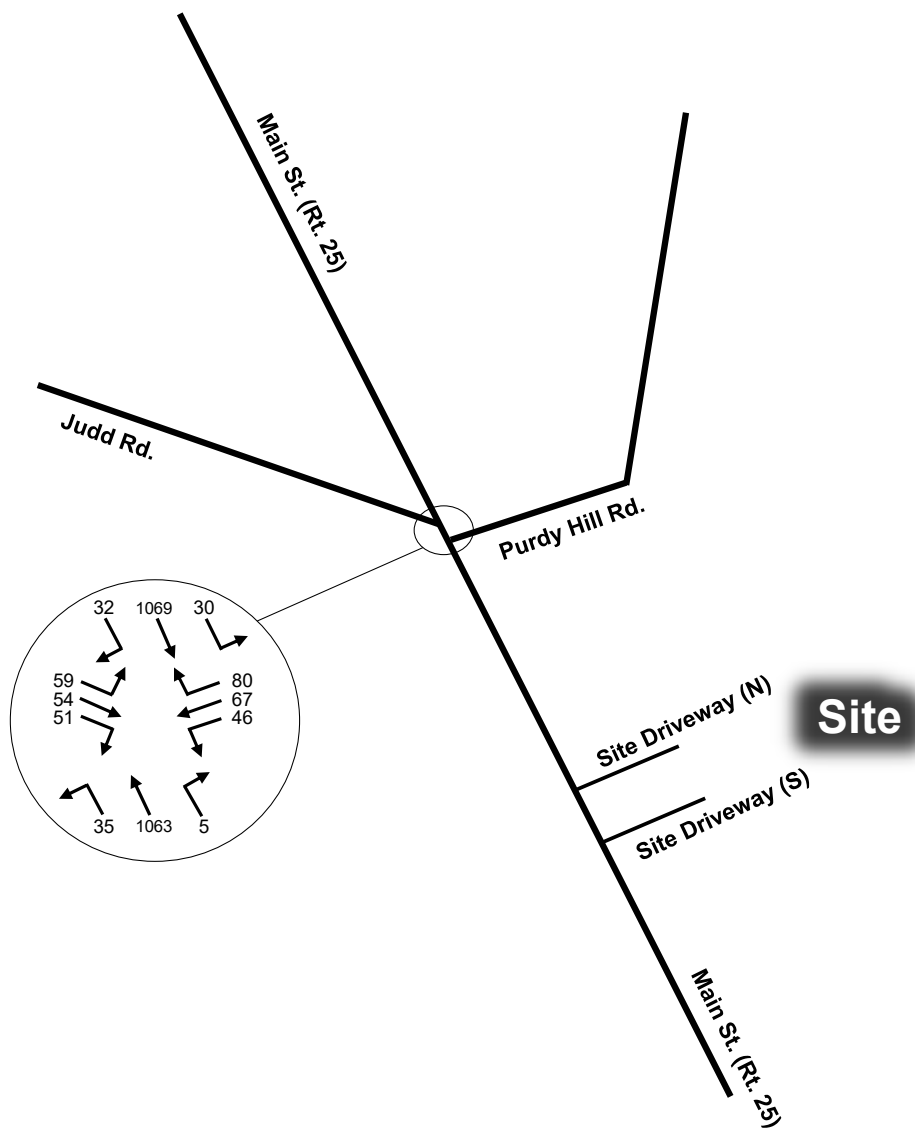 Main St. (Rt. 25)
Judd Rd.
Purdy Hill Rd.
32 1069 30
59 80
54 67
51 46
35 1063 5
Site Driveway (N)
Site
Site Driveway (S)
Main St. (Rt. 25)